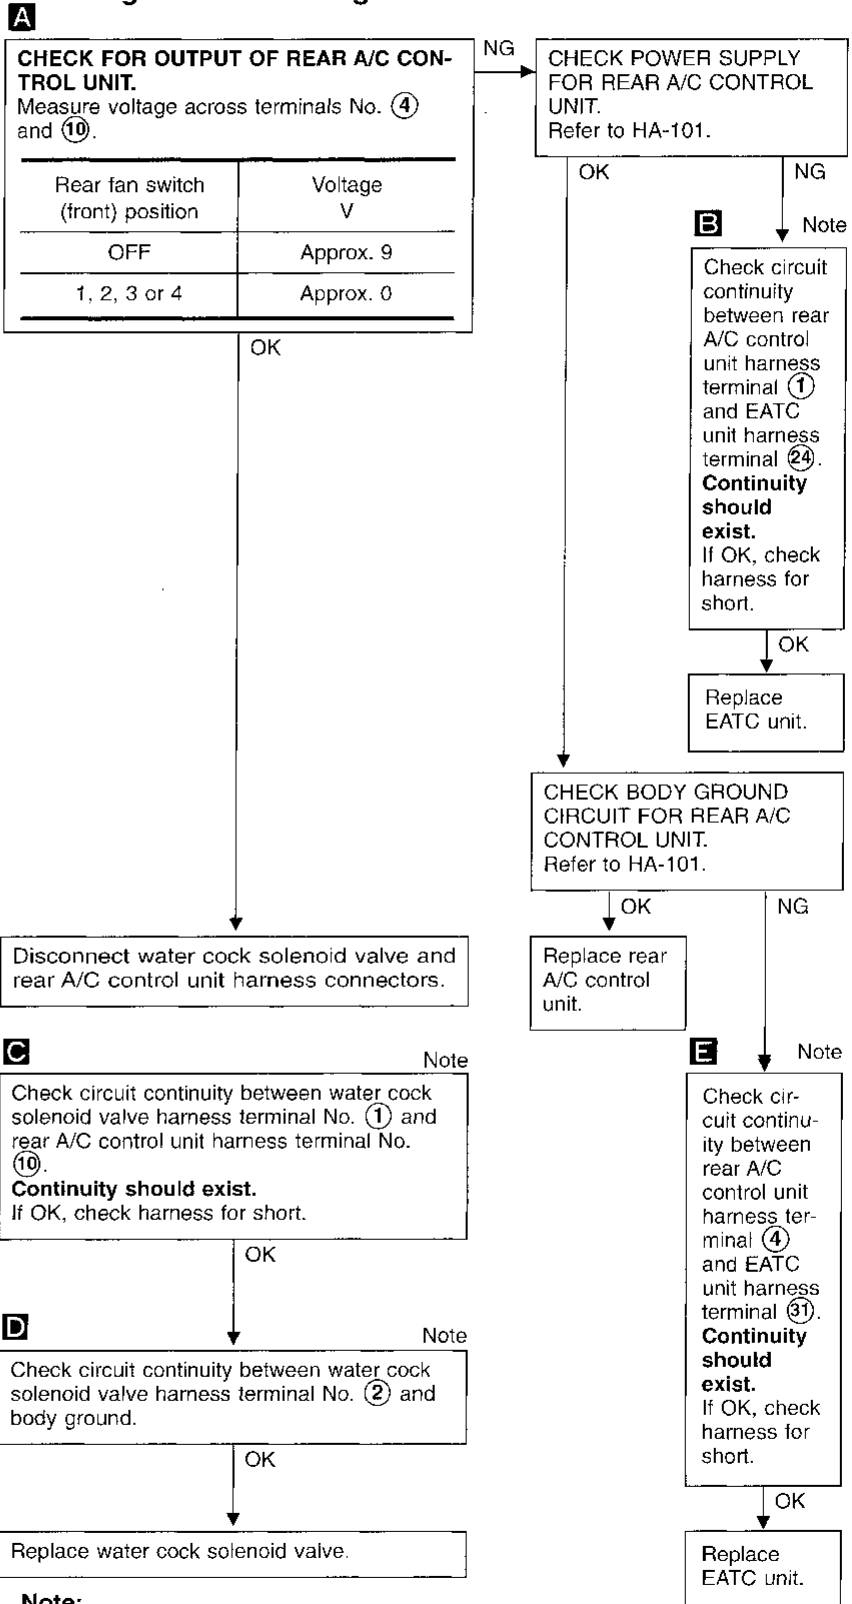 A
CHECK FOR OUTPUT OF REAR A/C CON-
TROL UNIT.
Measure voltage across terminals No. ④
and ⑩.
Rear fan switch
(front) position
Voltage
V
OFF
Approx. 9
1, 2, 3 or 4
Approx. 0
OK
NG
CHECK POWER SUPPLY
FOR REAR A/C CONTROL
UNIT.
Refer to HA-101.
OK
NG
B
Note
Check circuit
continuity
between rear
A/C control
unit harness
terminal ①
and EATC
unit harness
terminal ㉔.
Continuity
should
exist.
If OK, check
harness for
short.
OK
Replace
EATC unit.
CHECK BODY GROUND
CIRCUIT FOR REAR A/C
CONTROL UNIT.
Refer to HA-101.
OK
NG
Replace rear
A/C control
unit.
Disconnect water cock solenoid valve and
rear A/C control unit harness connectors.
C
Note
Check circuit continuity between water cock
solenoid valve harness terminal No. ① and
rear A/C control unit harness terminal No.
⑩.
Continuity should exist.
If OK, check harness for short.
OK
D
Note
Check circuit continuity between water cock
solenoid valve harness terminal No. ② and
body ground.
OK
Replace water cock solenoid valve.
Note:
E
Note
Check cir-
cuit continu-
ity between
rear A/C
control unit
harness ter-
minal ④
and EATC
unit harness
terminal ㉛.
Continuity
should
exist.
If OK, check
harness for
short.
OK
Replace
EATC unit.